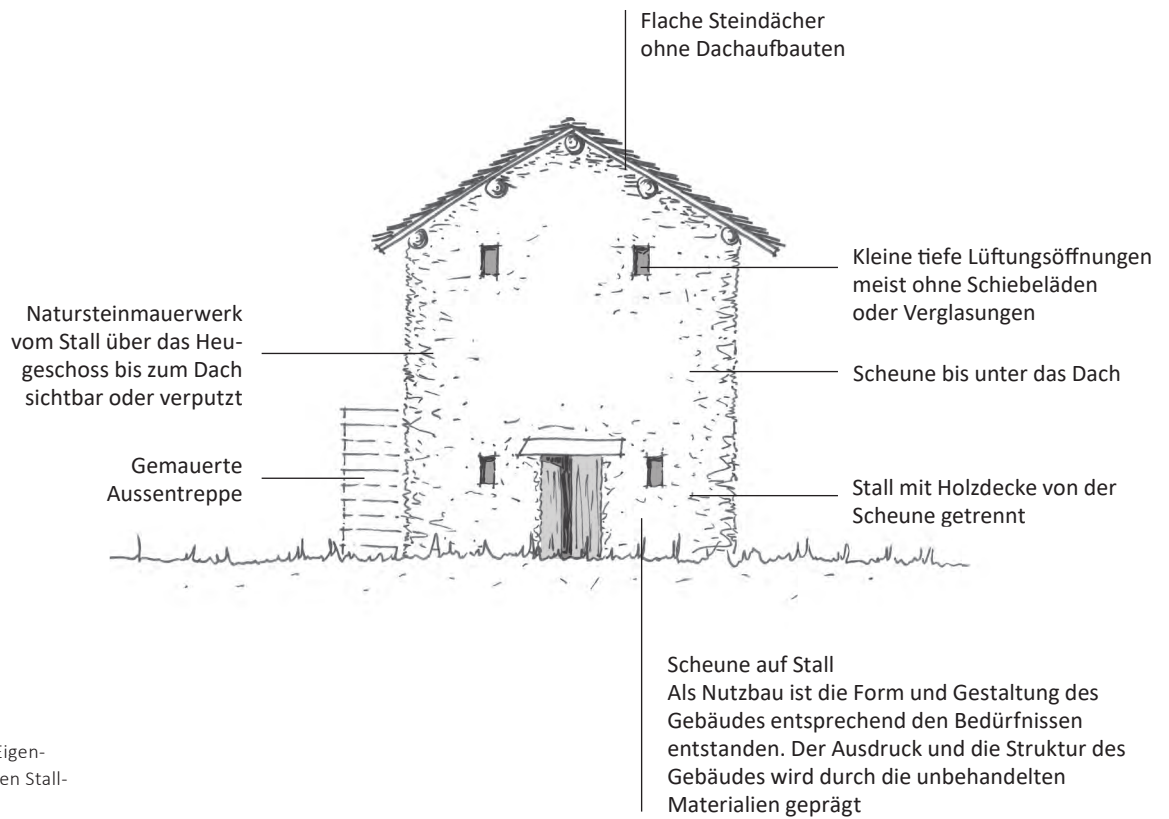 Flache Steindächer
ohne Dachaufbauten
Kleine tiefe Lüftungsöffnungen
meist ohne Schiebeläden
oder Verglasungen
Natursteinmauerwerk
vom Stall über das Heu-
geschoss bis zum Dach
sichtbar oder verputzt
Scheune bis unter das Dach
Gemauerte
Aussentreppe
Stall mit Holzdecke von der
Scheune getrennt
Scheune auf Stall
Als Nutzbau ist die Form und Gestaltung des
Gebäudes entsprechend den Bedürfnissen
entstanden. Der Ausdruck und die Struktur des
Gebäudes wird durch die unbehandelten
Materialien geprägt
Eigen-
en Stall-